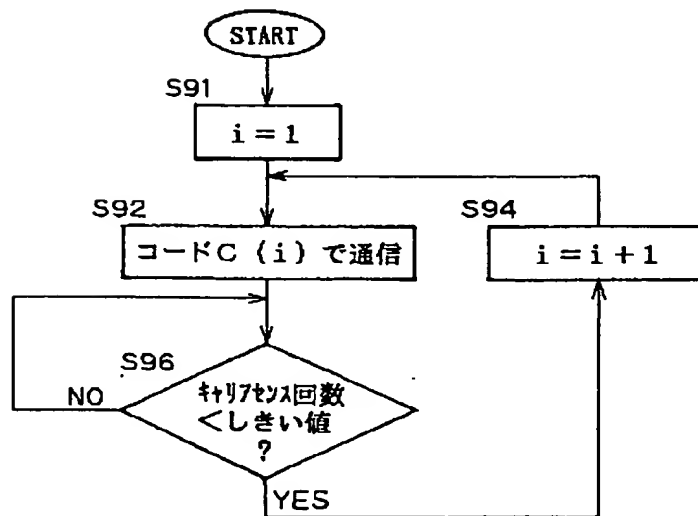 START
S91
i=1
S92
コードC (i) で通信
S94
i=i+1
S96
キャリアセンス回数
<しきい値
?
NO
YES